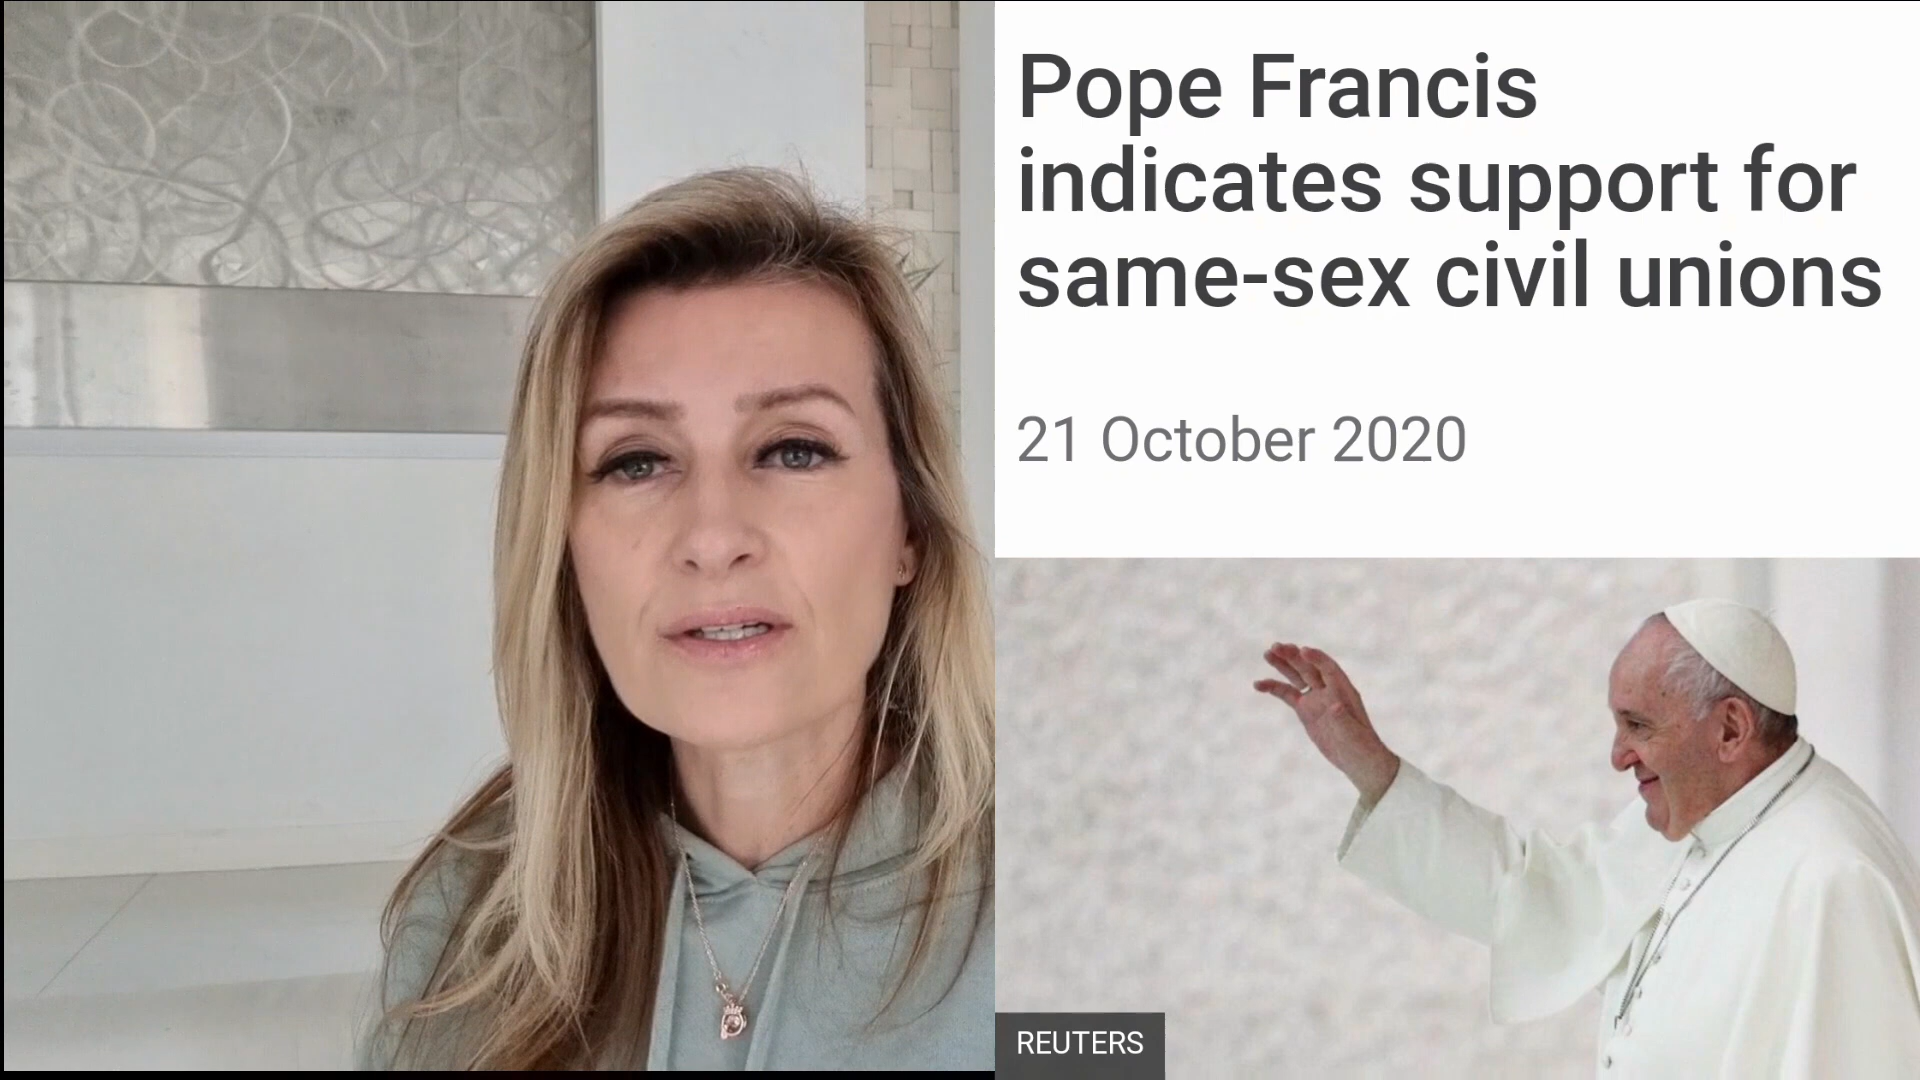 Pope Francis
indicates support for
same-sex civil unions
21 October 2020
REUTERS